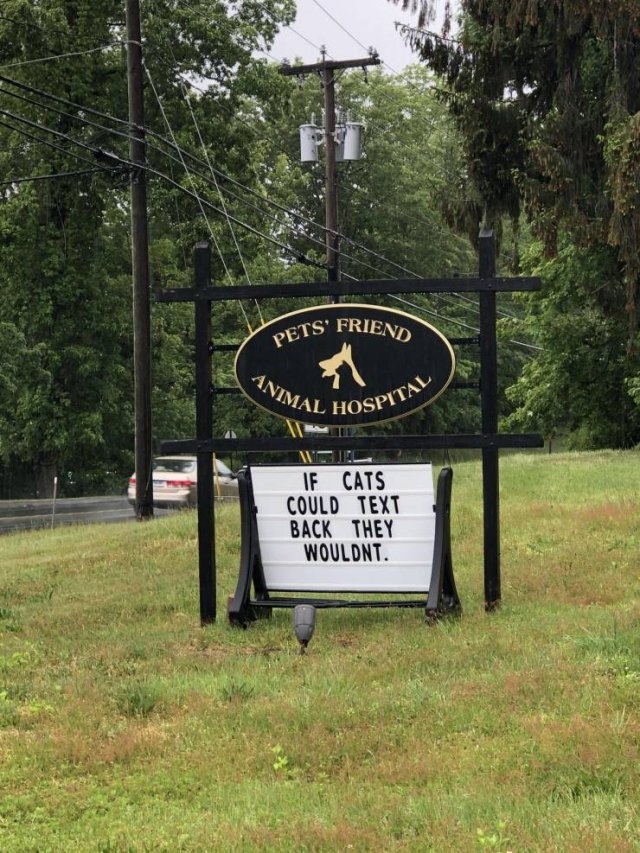 PETS' FRIEND
ANIMAL HOSPITAL
IF CATS
COULD TEXT
BACK THEY
WOULDNT.